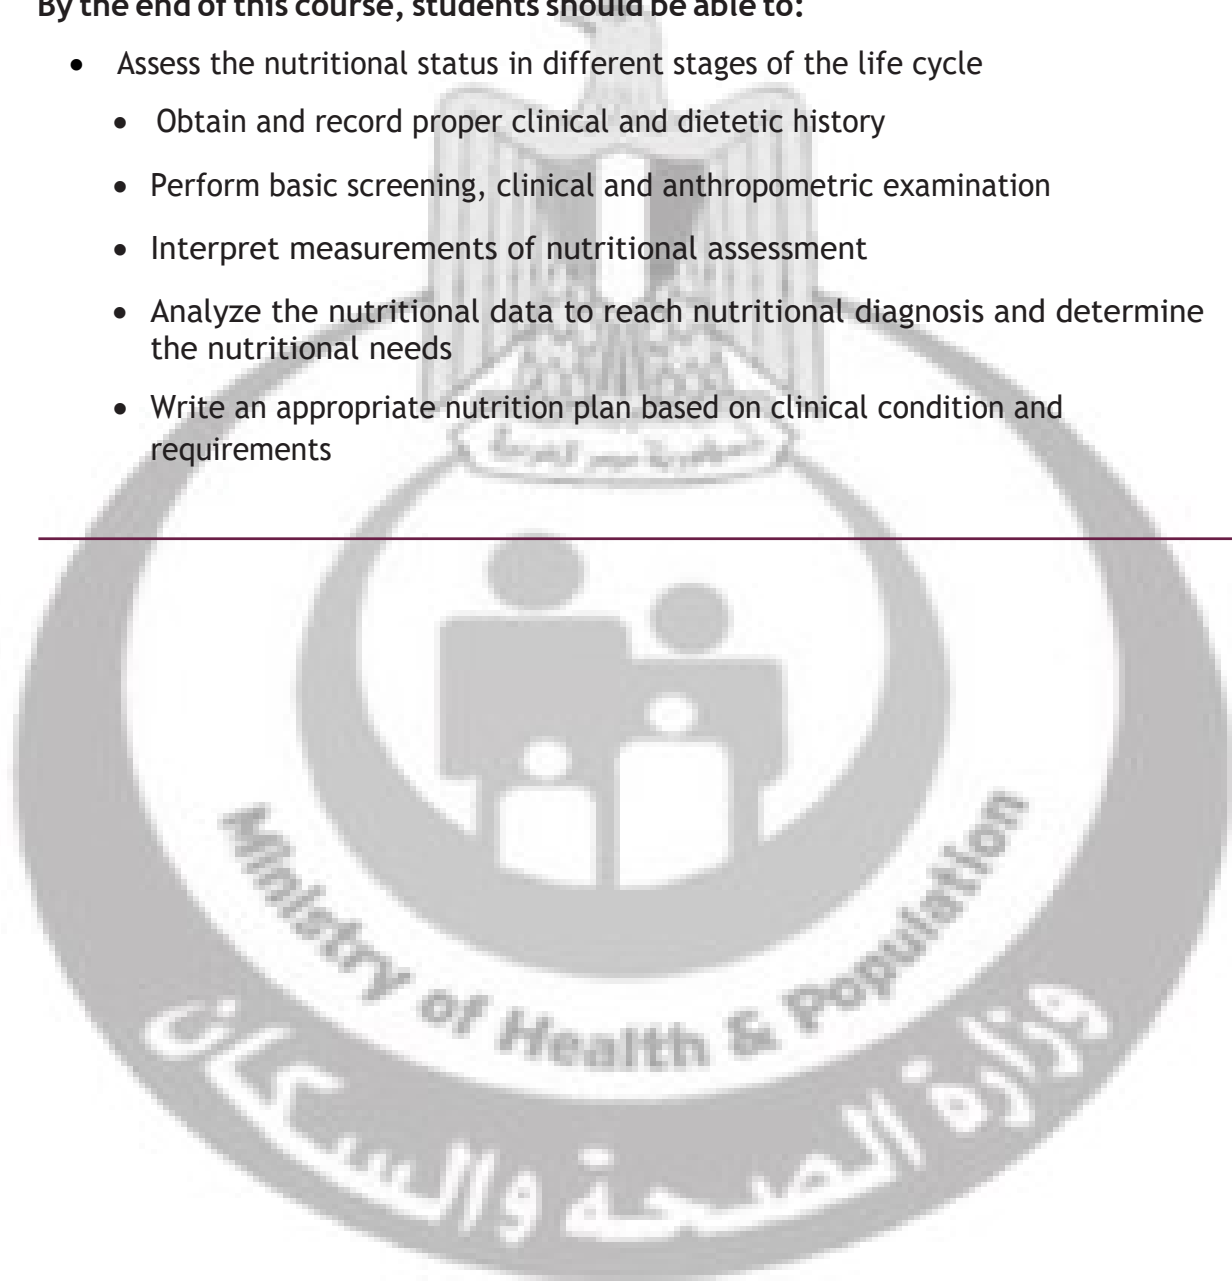 By the end of this course, students should be able to:
• Assess the nutritional status in different stages of the life cycle
• Obtain and record proper clinical and dietetic history
• Perform basic screening, clinical and anthropometric examination
• Interpret measurements of nutritional assessment
• Analyze the nutritional data to reach nutritional diagnosis and determine
the nutritional needs
• Write an appropriate nutrition plan based on clinical condition and
requirements
جمهورية مصر العربية
Ministry of Health & Population
وزارة الصحة والسكان